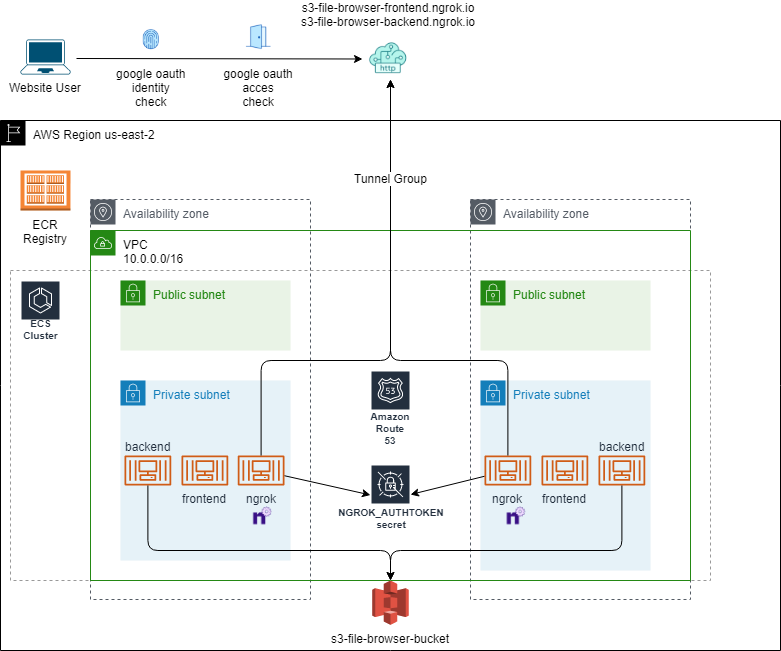 s3-file-browser-frontend.ngrok.io
s3-file-browser-backend.ngrok.io
http
Website User
google oauth
identity
check
google oauth
acces
check
AWS Region us-east-2
Tunnel Group
ECR
Registry
Availability zone
Availability zone
VPC
10.0.0.0/16
ECS
Cluster
Public subnet
Public subnet
Private subnet
Private subnet
53
Amazon
Route
53
backend
frontend
ngrok
n
NGROK_AUTHTOKEN
secret
backend
ngrok
frontend
n
s3-file-browser-bucket